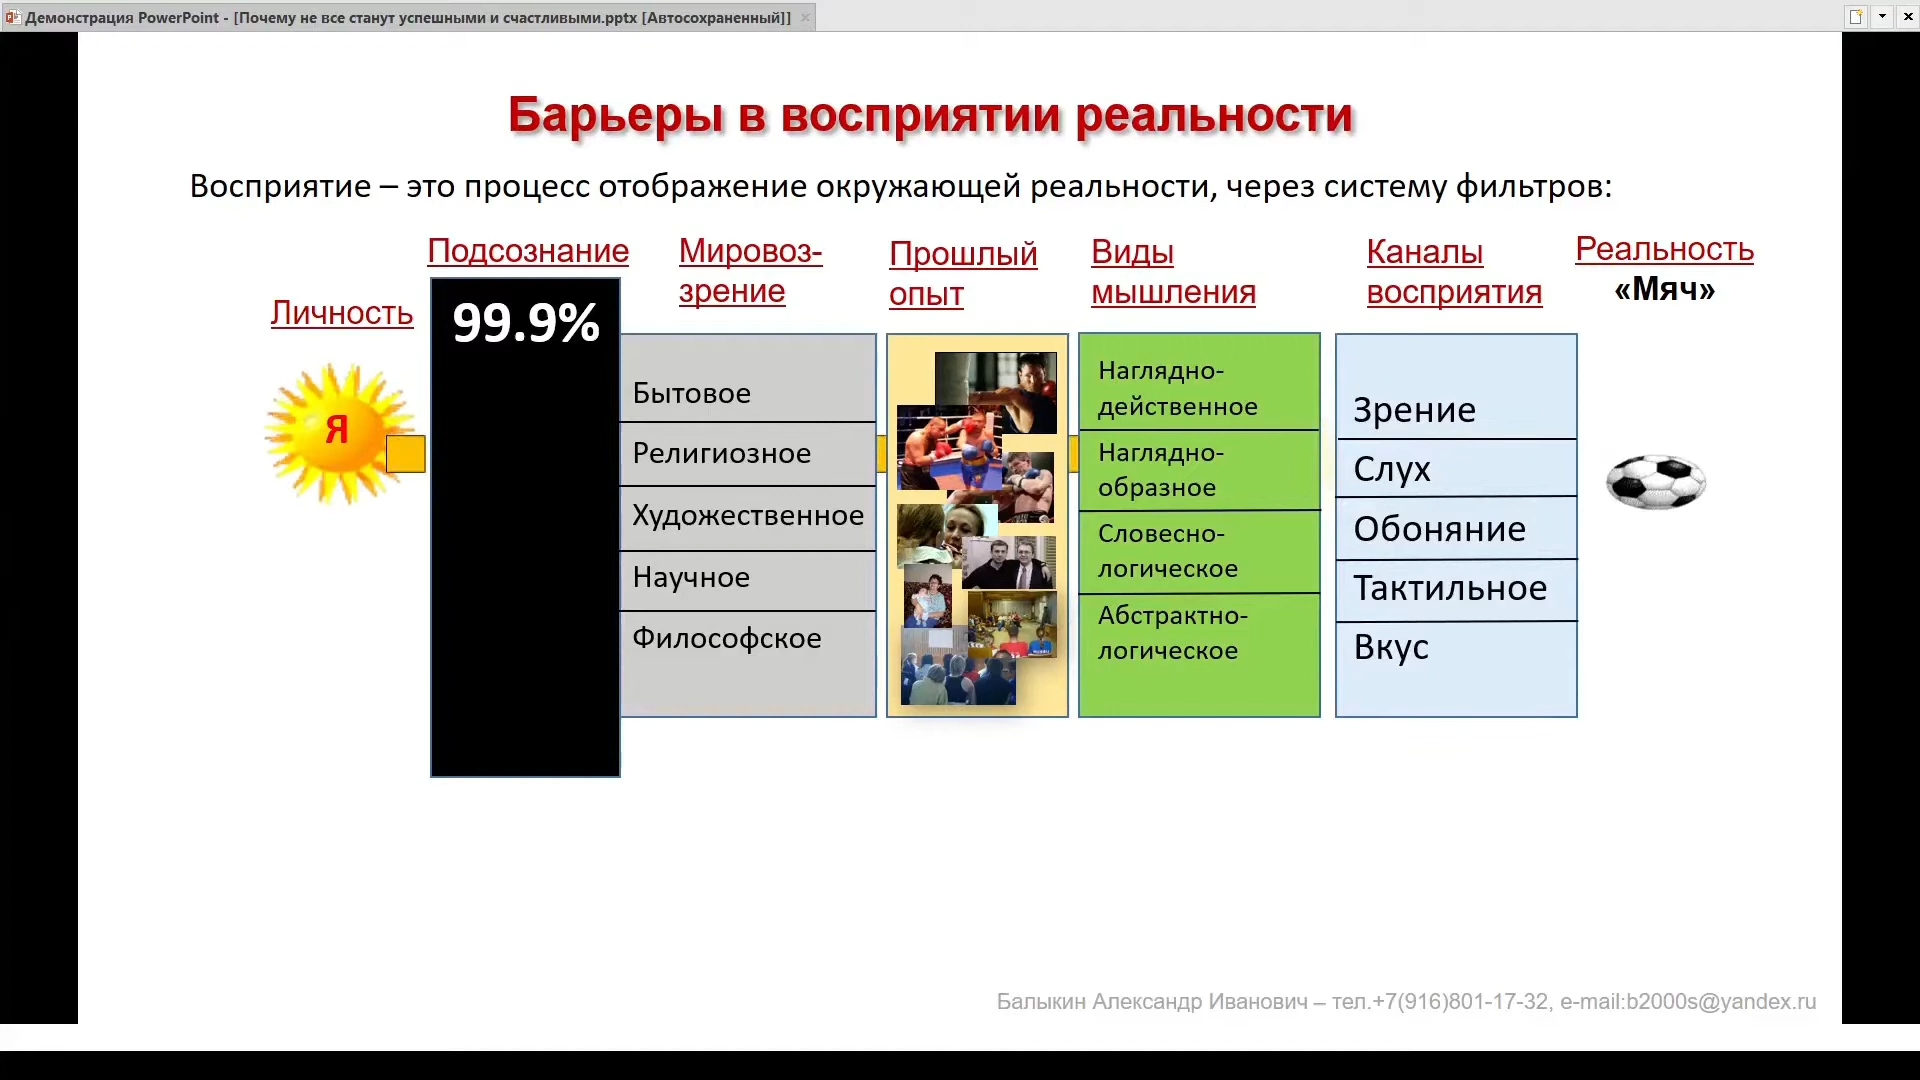 Демонстрация PowerPoint - [Почему не все станут успешными и счастливыми.pptx [Автосохраненный]]
Барьеры в восприятии реальности
Восприятие – это процесс отображение окружающей реальности, через систему фильтров:
Личность
Я
Подсознание
99.9%
Мировоз-
зрение
Бытовое
Религиозное
Художественное
Научное
Философское
Прошлый
опыт
Виды
мышления
Наглядно-
действенное
Наглядно-
образное
Словесно-
логическое
Абстрактно-
логическое
Каналы
восприятия
Зрение
Слух
Обоняние
Тактильное
Вкус
Реальность
«Мяч»
Балыкин Александр Иванович – тел.+7(916)801-17-32, e-mail:b2000s@yandex.ru